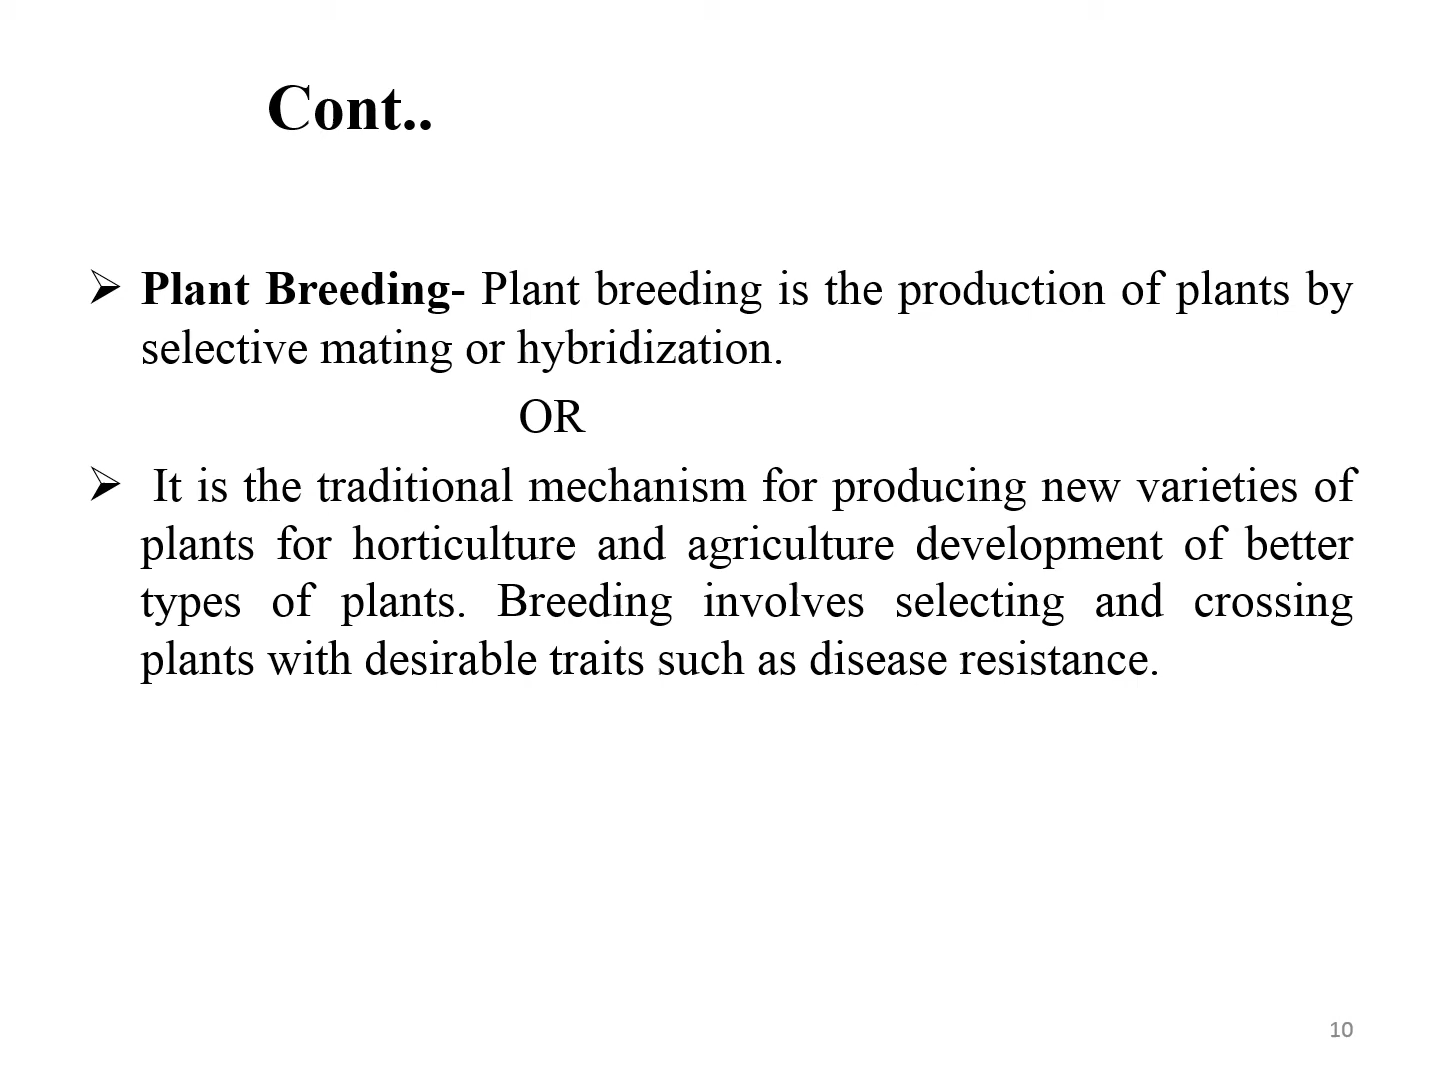 Cont..
➢ Plant Breeding- Plant breeding is the production of plants by
selective mating or hybridization.
OR
➢ It is the traditional mechanism for producing new varieties of
plants for horticulture and agriculture development of better
types of plants. Breeding involves selecting and crossing
plants with desirable traits such as disease resistance.
10